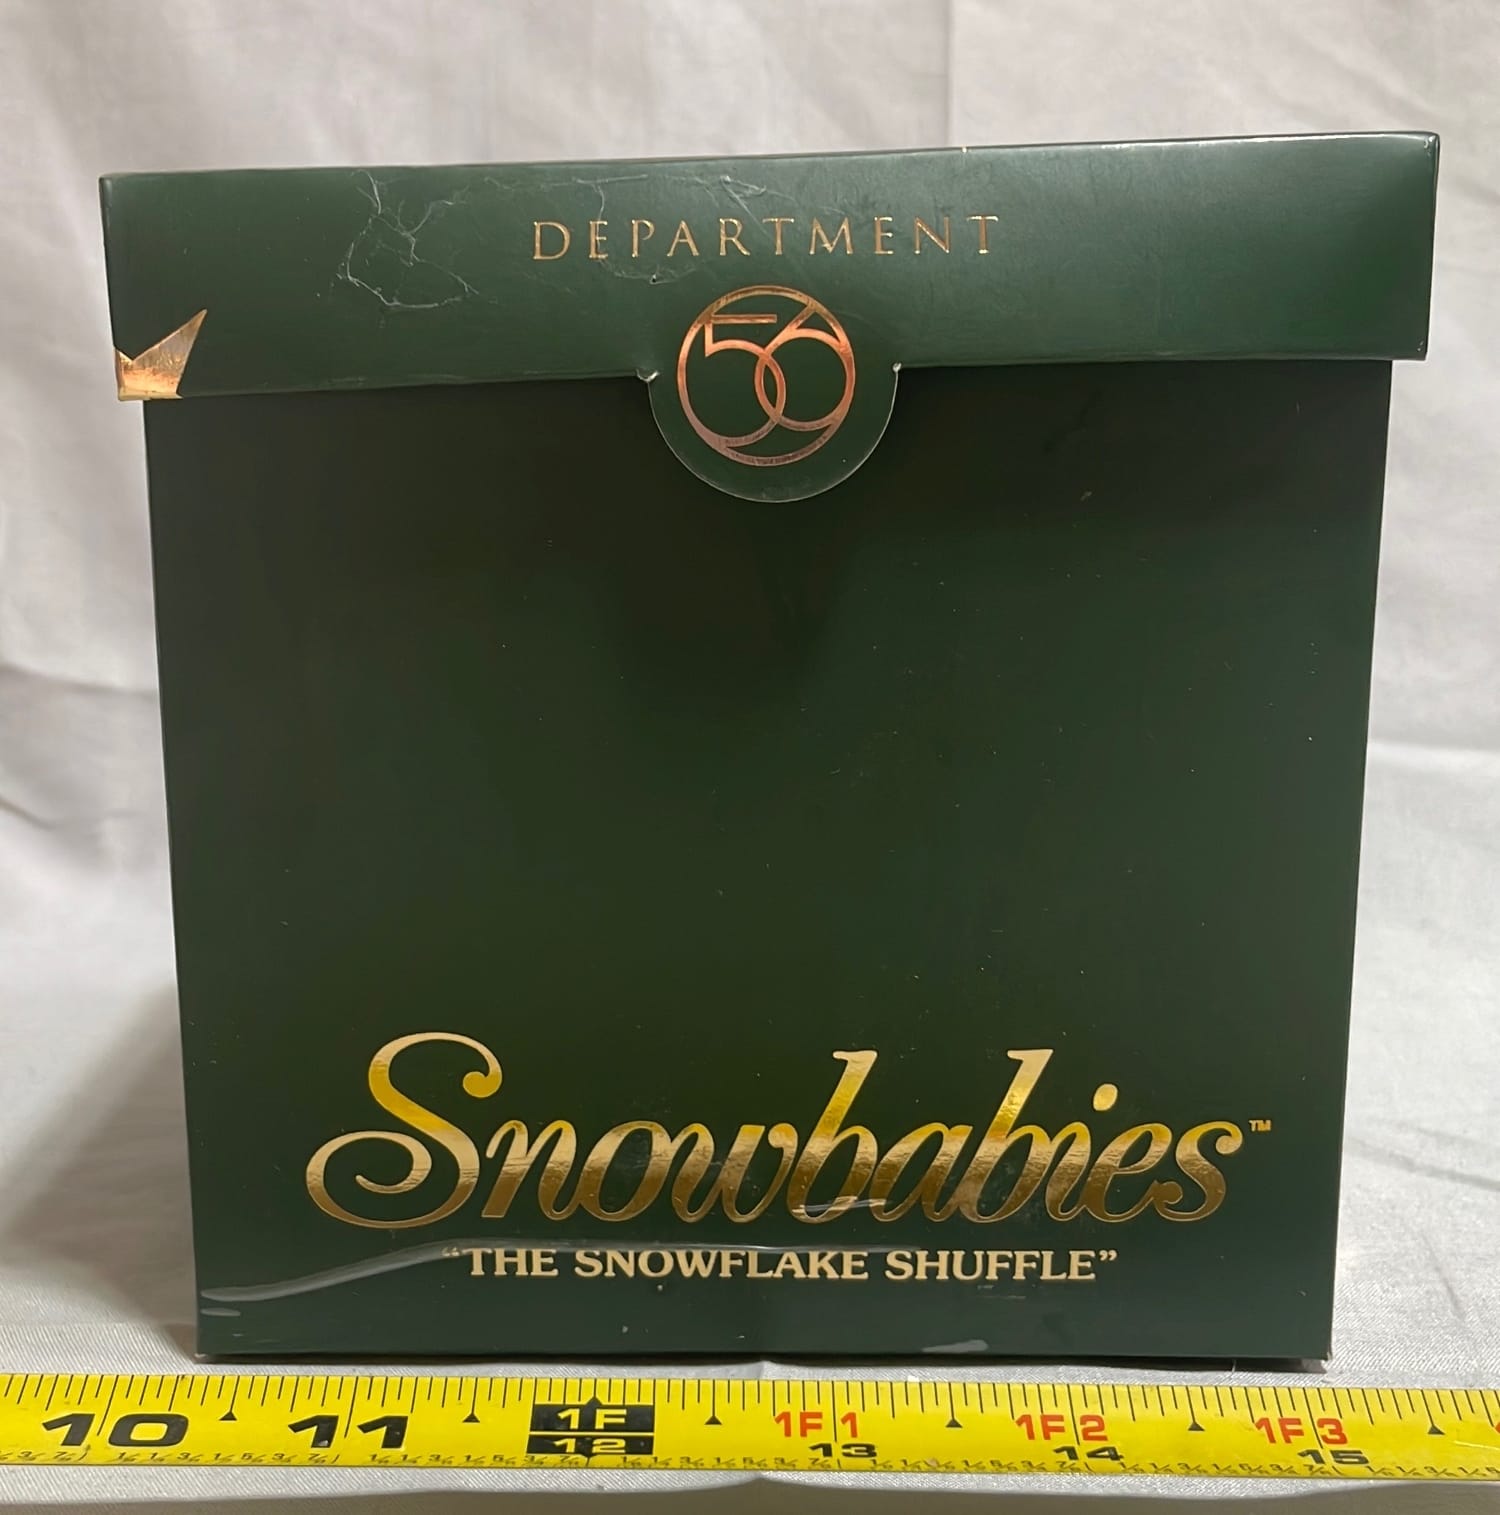 DEPARTMENT
56
Snowbabies™
“THE SNOWFLAKE SHUFFLE”
10 11 1F 1F1 1F2 1F3
12 13 14 15